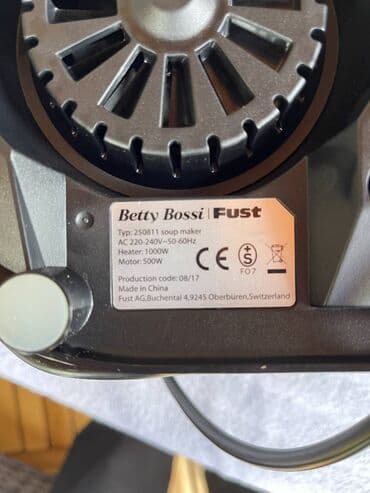 Betty Bossi | FUST
Typ: 250811 soup maker
AC 220-240V~50-60Hz
Heater: 1000W
Motor: 500W
CE
+
S
F07
Production code: 08/17
Made in China
Fust AG,Buchental 4,9245 Oberbüren,Switzerland